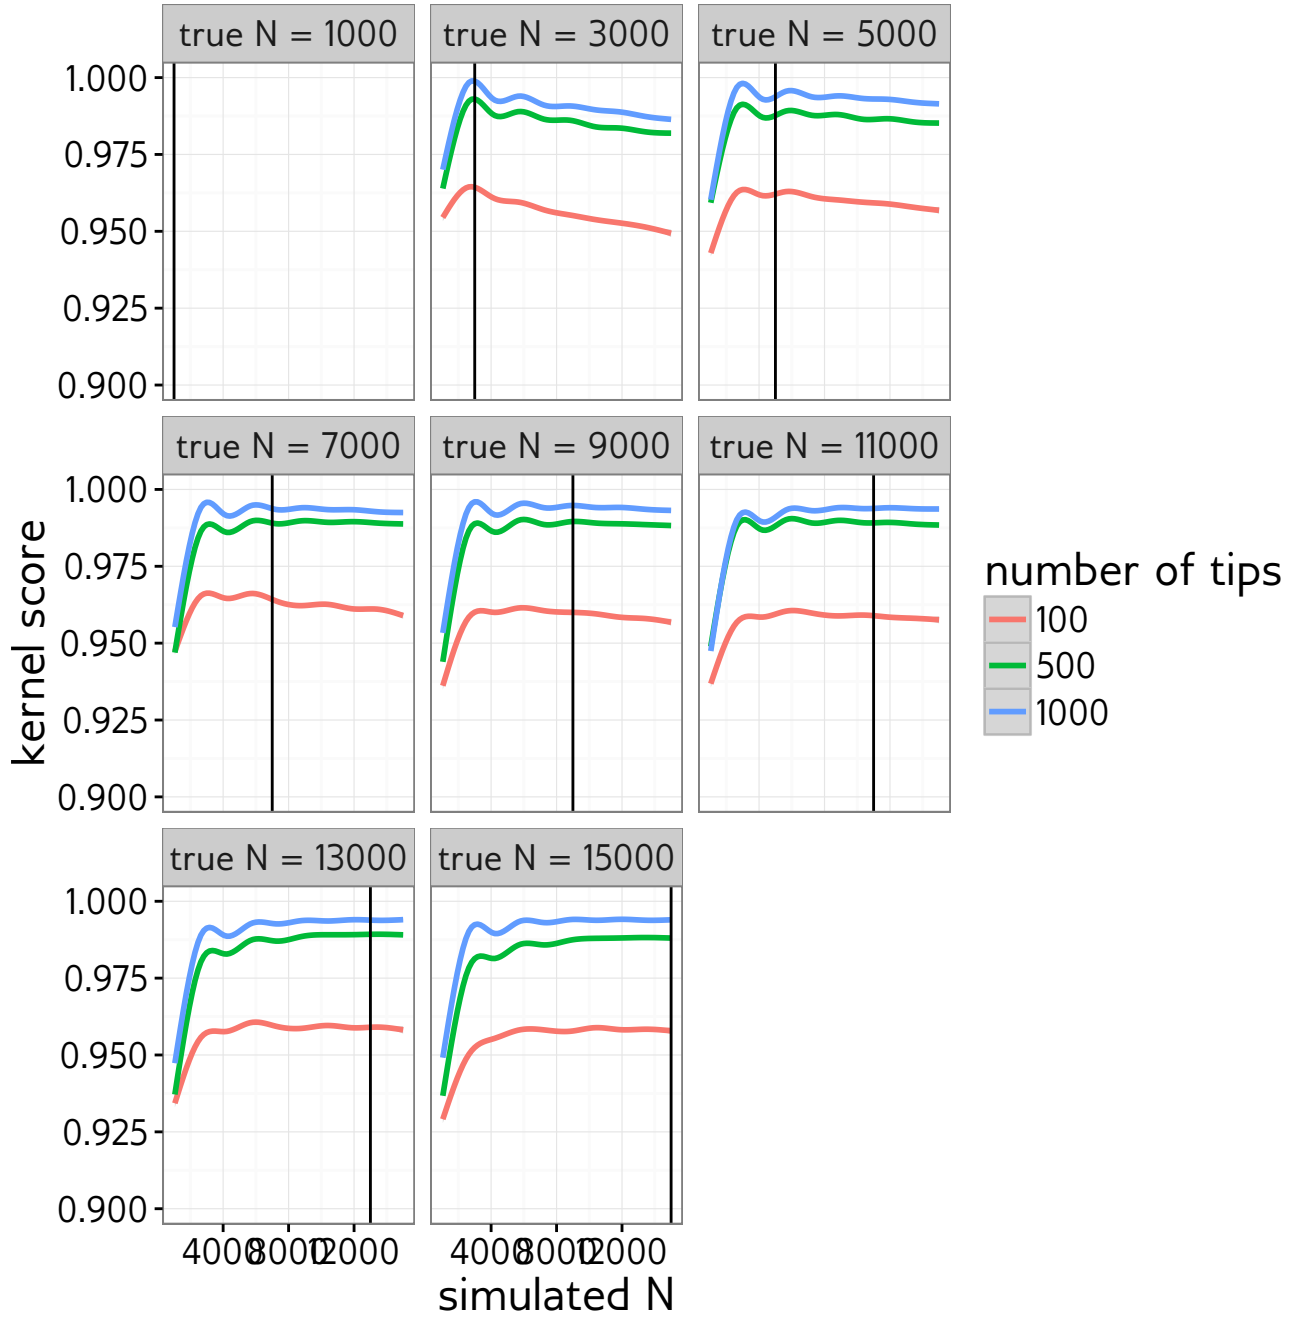 true N = 1000
true N = 3000
true N = 5000
1.000
0.975
0.950
0.925
0.900
true N = 7000
true N = 9000
true N = 11000
1.000
0.975
0.950
0.925
0.900
kernel score
number of tips
100
500
1000
true N = 13000
true N = 15000
1.000
0.975
0.950
0.925
0.900
4000 8000 12000
4000 8000 12000
simulated N